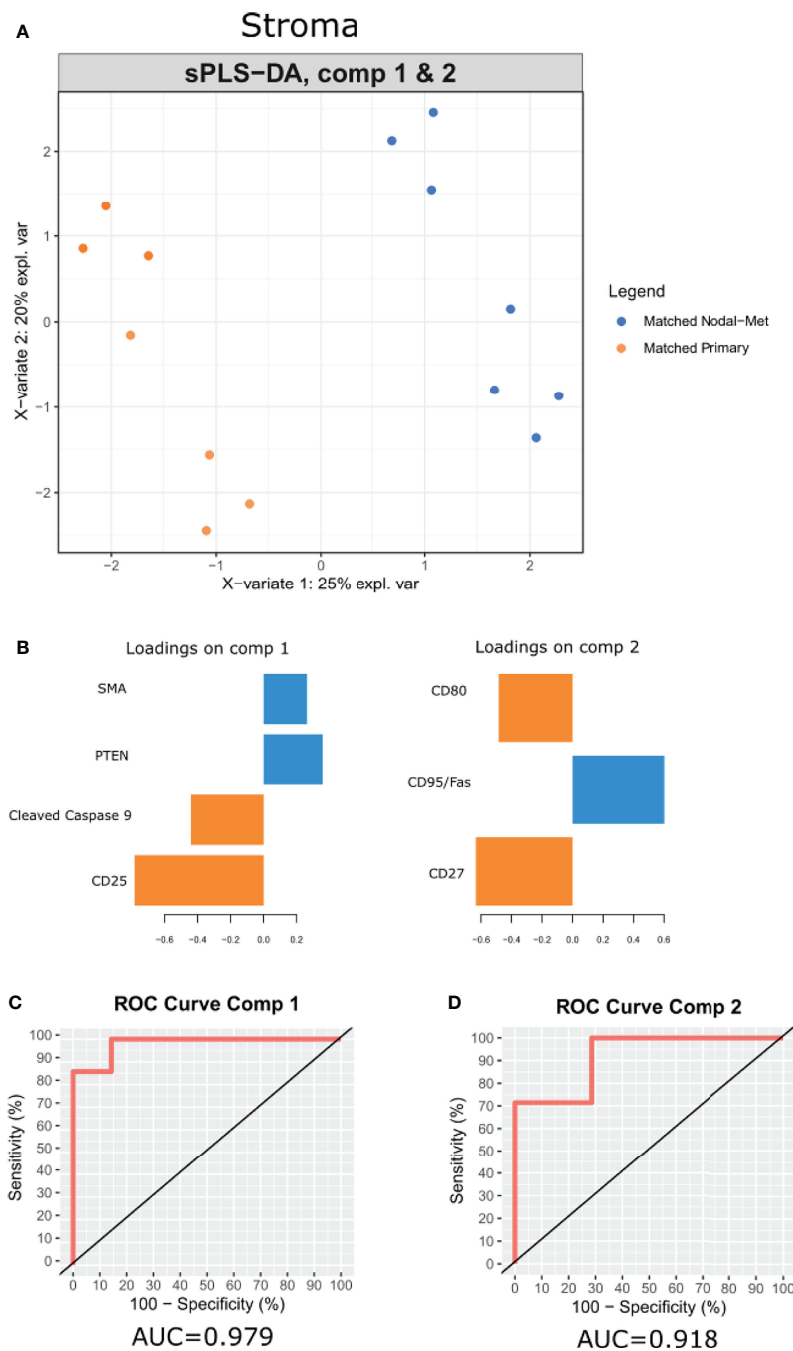 A
Stroma
sPLS−DA, comp 1 & 2
X−variate 2: 20% expl. var
2
1
0
−1
−2
−2
−1
0
1
2
X−variate 1: 25% expl. var
Legend
Matched Nodal−Met
Matched Primary
B
Loadings on comp 1
SMA
PTEN
Cleaved Caspase 9
CD25
−0.6 −0.4 −0.2 0.0 0.2
Loadings on comp 2
CD80
CD95/Fas
CD27
−0.6 −0.4 −0.2 0.0 0.2 0.4 0.6
C
ROC Curve Comp 1
Sensitivity (%)
100
90
80
70
60
50
40
30
20
10
0
0 10 20 30 40 50 60 70 80 90 100
100 − Specificity (%)
AUC=0.979
D
ROC Curve Comp 2
Sensitivity (%)
100
90
80
70
60
50
40
30
20
10
0
0 10 20 30 40 50 60 70 80 90 100
100 − Specificity (%)
AUC=0.918